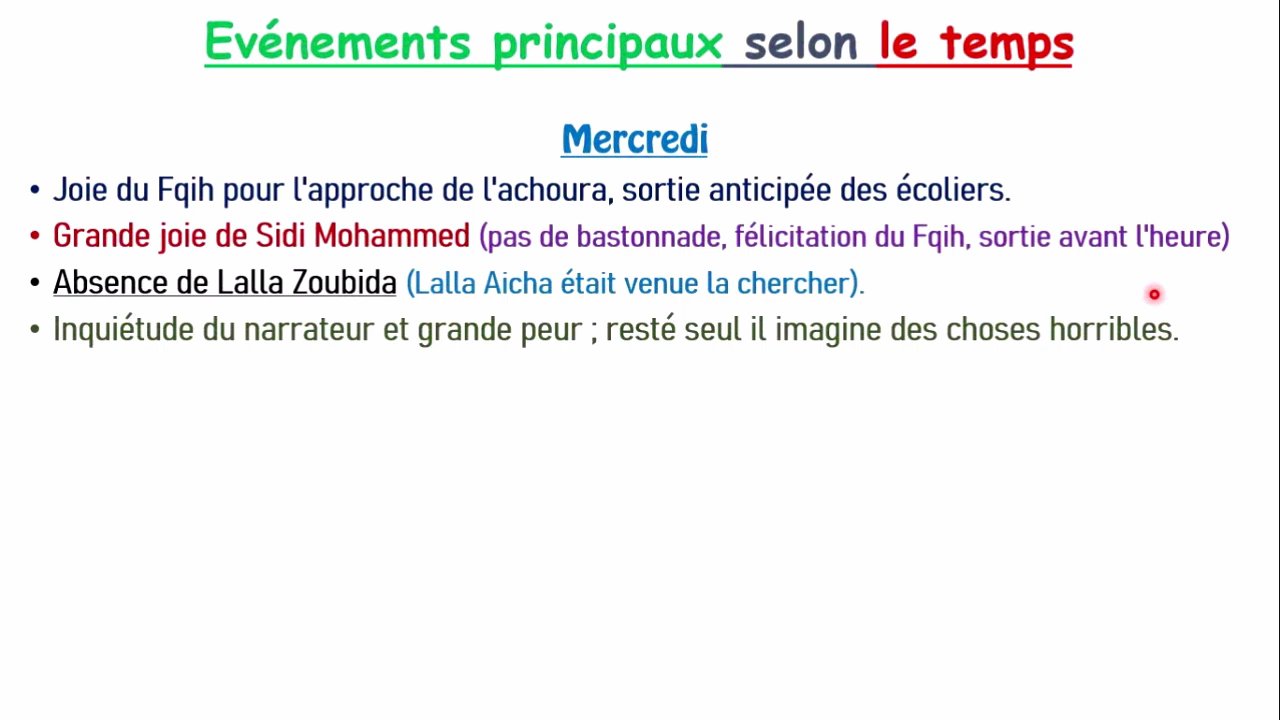 Evénements principaux selon le temps
Mercredi
• Joie du Fqih pour l'approche de l'achoura, sortie anticipée des écoliers.
• Grande joie de Sidi Mohammed (pas de bastonnade, félicitation du Fqih, sortie avant l'heure)
• Absence de Lalla Zoubida (Lalla Aicha était venue la chercher).
• Inquiétude du narrateur et grande peur ; resté seul il imagine des choses horribles.